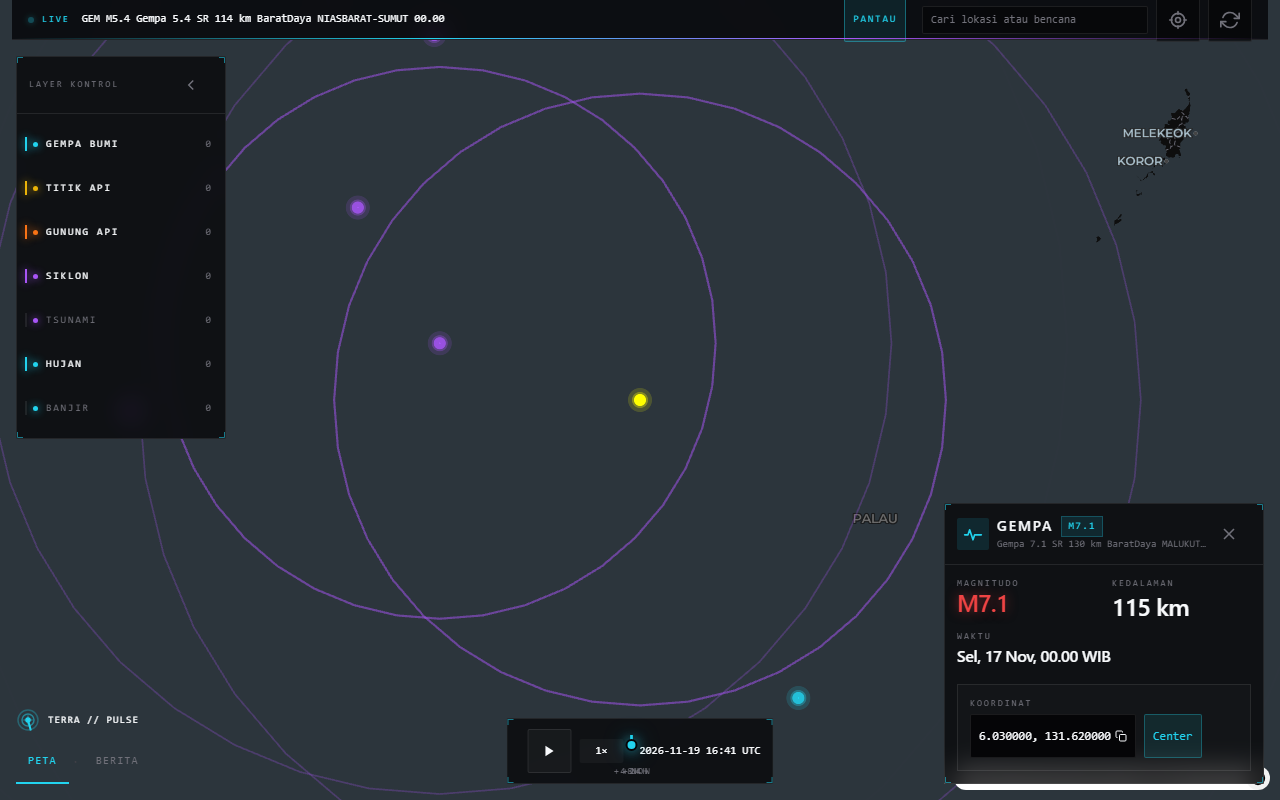 LIVE GEM M5.4 Gempa 5.4 SR 114 km BaratDaya NIASBARAT-SUMUT 00.00
PANTAU
Cari lokasi atau bencana
LAYER KONTROL
GEMPA BUMI 0
TITIK API 0
GUNUNG API 0
SIKLON 0
TSUNAMI 0
HUJAN 0
BANJIR 0
MELEKEOK
KOROR
PALAU
GEMPA M7.1
Gempa 7.1 SR 130 km BaratDaya MALUKUT…
MAGNITUDO
M7.1
KEDALAMAN
115 km
WAKTU
Sel, 17 Nov, 00.00 WIB
KOORDINAT
6.030000, 131.620000
Center
TERRA // PULSE
PETA
BERITA
1×
2026-11-19 16:41 UTC